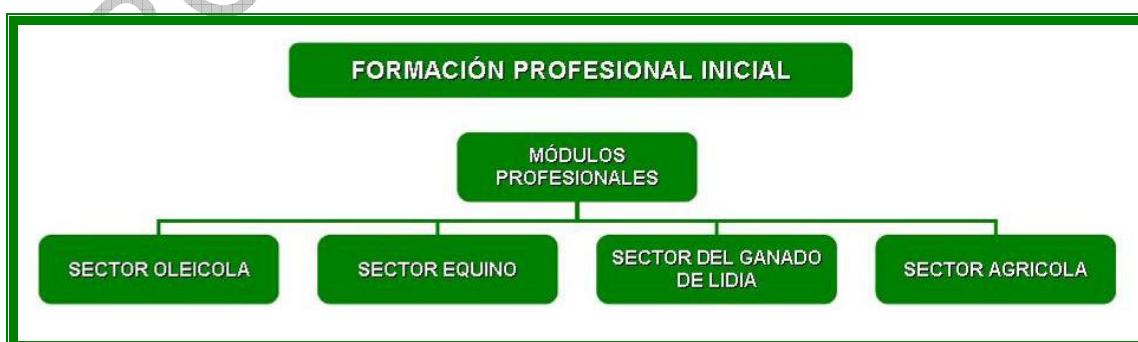 FORMACIÓN PROFESIONAL INICIAL
MÓDULOS
PROFESIONALES
SECTOR OLEICOLA
SECTOR EQUINO
SECTOR DEL GANADO
DE LIDIA
SECTOR AGRICOLA